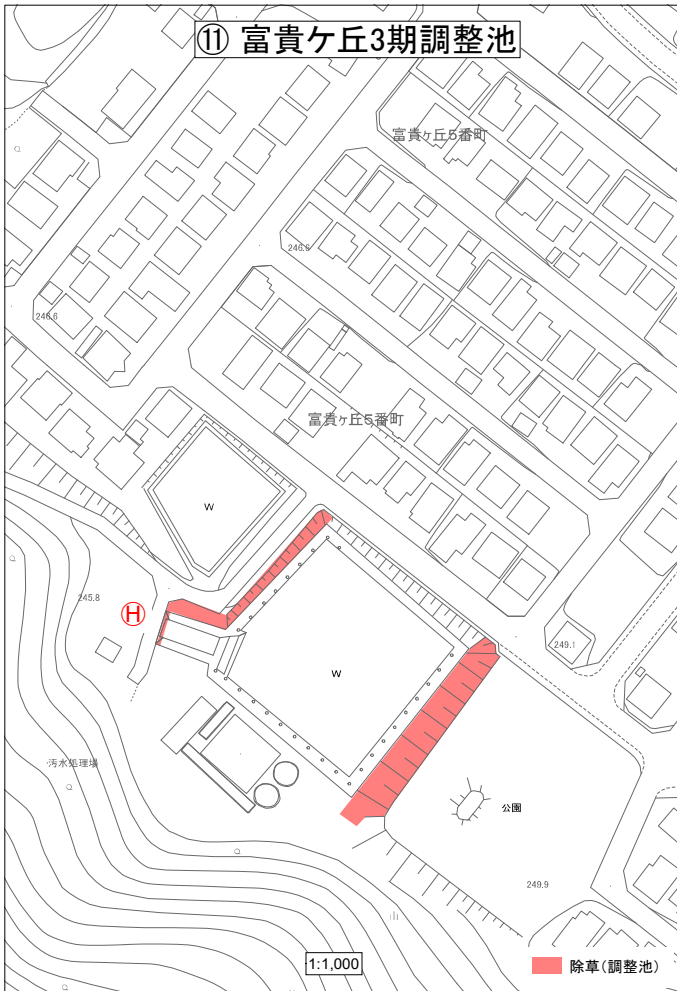 ⑪ 富貴ケ丘3期調整池
富貴ヶ丘5番町
246.6
246.6
富貴ヶ丘5番町
W
245.8
Ⓗ
249.1
W
汚水処理場
公園
249.9
1:1,000
除草(調整池)